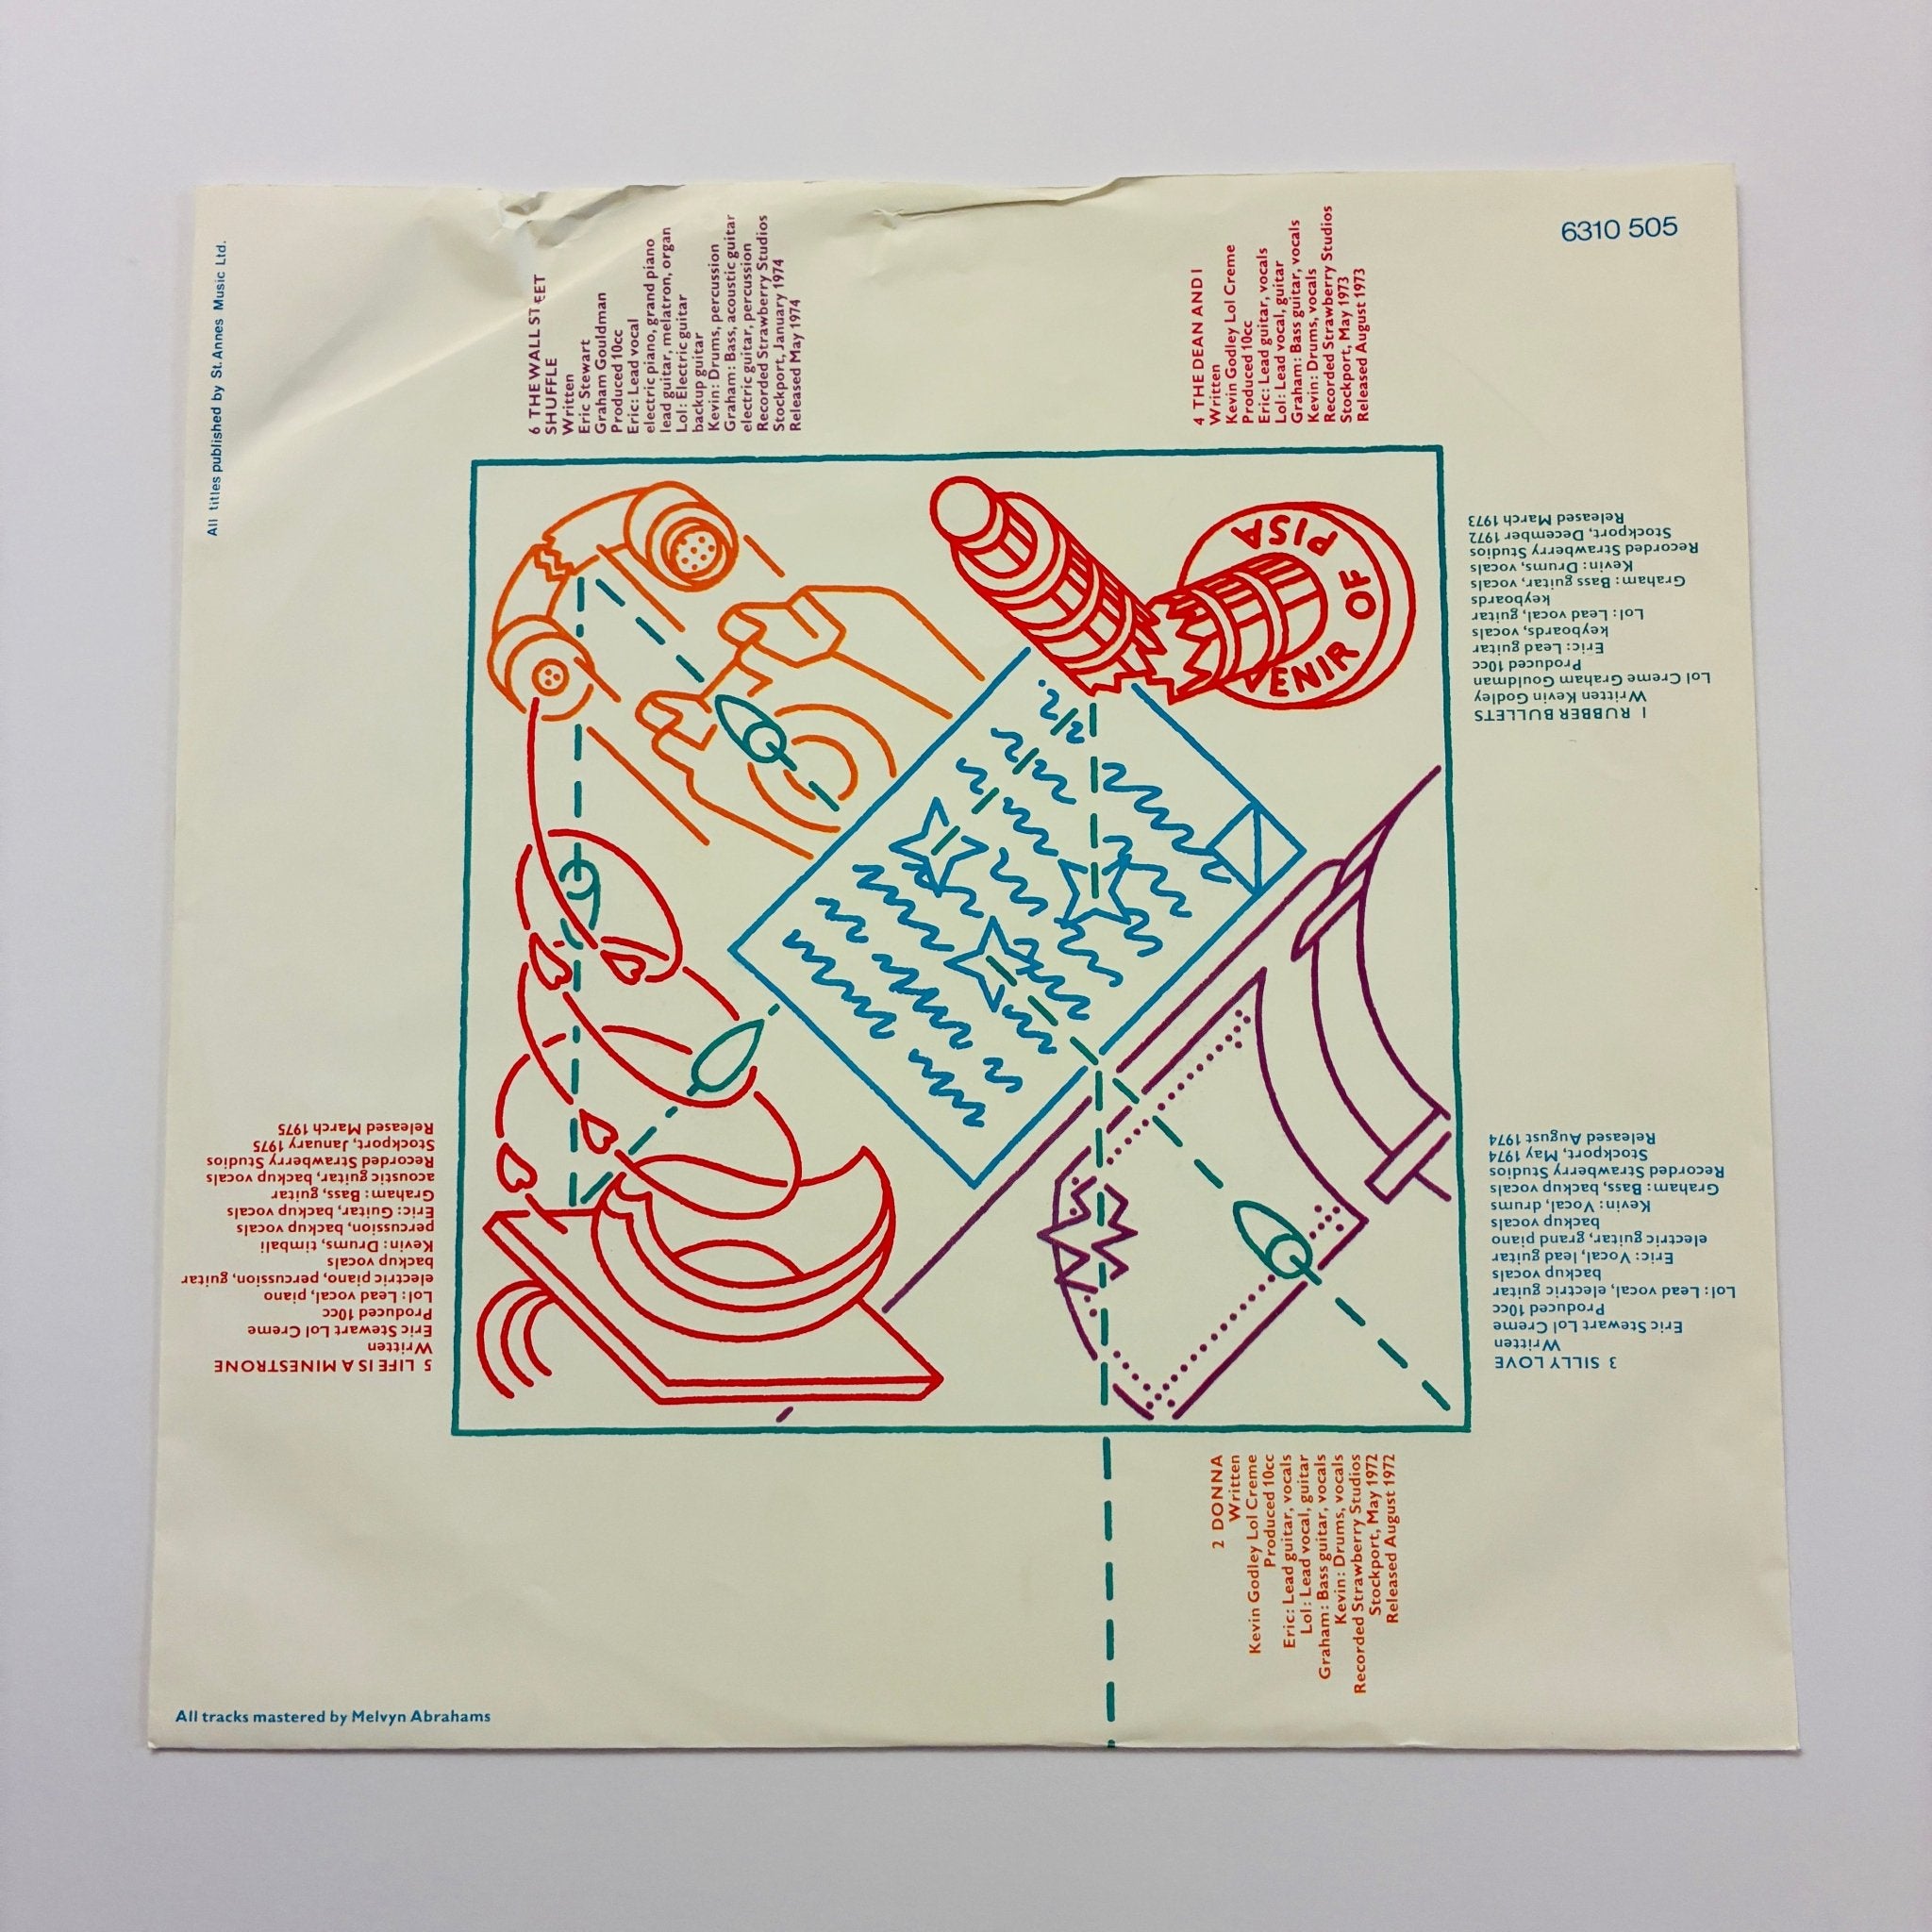 6310 505
All titles published by St. Annes Music Ltd.
1 RUBBER BULLETS
Written Kevin Godley
Lol Creme Graham Gouldman
Produced 10cc
Eric: Lead guitar
keyboards, vocals
Lol: Lead vocal, guitar
keyboards
Graham: Bass guitar, vocals
Kevin: Drums, vocals
Recorded Strawberry Studios
Stockport, December 1972
Released March 1973
2 DONNA
Written
Kevin Godley Lol Creme
Produced 10cc
Eric: Lead guitar, vocals
Lol: Lead vocal, guitar
Graham: Bass guitar, vocals
Kevin: Drums, vocals
Recorded Strawberry Studios
Stockport, May 1972
Released August 1972
3 SILLY LOVE
Written
Eric Stewart Lol Creme
Produced 10cc
Lol: Lead vocal, electric guitar
backup vocals
Eric: Vocal, lead guitar
electric guitar, grand piano
backup vocals
Kevin: Vocal, drums
Graham: Bass, backup vocals
Recorded Strawberry Studios
Stockport, May 1974
Released August 1974
4 THE DEAN AND I
Written
Kevin Godley Lol Creme
Produced 10cc
Eric: Lead guitar, vocals
Lol: Lead vocal, guitar
Graham: Bass guitar, vocals
Kevin: Drums, vocals
Recorded Strawberry Studios
Stockport, May 1973
Released August 1973
5 LIFE IS A MINESTRONE
Written
Eric Stewart Lol Creme
Produced 10cc
Lol: Lead vocal, piano
electric piano, percussion, guitar
backup vocals
Kevin: Drums, timbali
percussion, backup vocals
Eric: Guitar, backup vocals
Graham: Bass, guitar
acoustic guitar, backup vocals
Recorded Strawberry Studios
Stockport, January 1975
Released March 1975
6 THE WALL STREET
SHUFFLE
Written
Eric Stewart
Graham Gouldman
Produced 10cc
Eric: Lead vocal
electric piano, grand piano
lead guitar, melatron, organ
Lol: Electric guitar
backup guitar
Kevin: Drums, percussion
Graham: Bass, acoustic guitar
electric guitar, percussion
Recorded Strawberry Studios
Stockport, January 1974
Released May 1974
VENIR OF PISA
All tracks mastered by Melvyn Abrahams